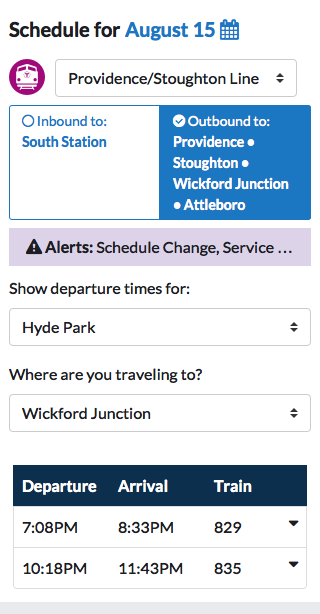 Schedule for August 15
Providence/Stoughton Line
Inbound to:
South Station
Outbound to:
Providence •
Stoughton •
Wickford Junction
• Attleboro
Alerts: Schedule Change, Service ...
Show departure times for:
Hyde Park
Where are you traveling to?
Wickford Junction
Departure Arrival Train
7:08PM 8:33PM 829
10:18PM 11:43PM 835